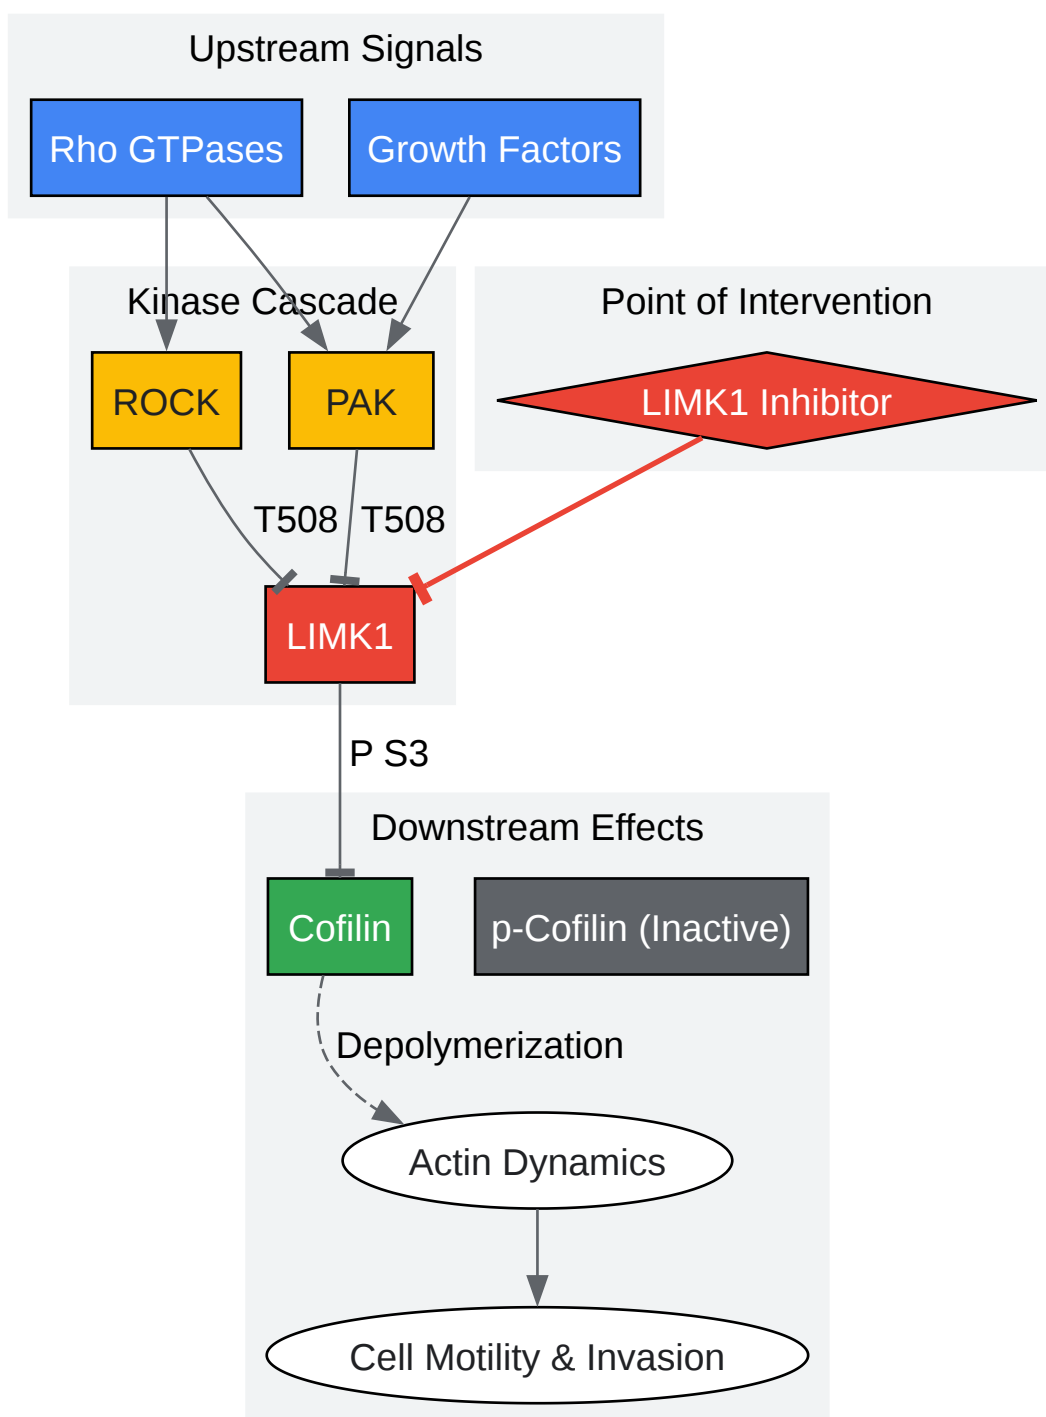 Upstream Signals
Rho GTPases
Growth Factors
Kinase Cascade
Point of Intervention
ROCK
PAK
LIMK1 Inhibitor
T508
T508
LIMK1
P S3
Downstream Effects
Cofilin
p-Cofilin (Inactive)
Depolymerization
Actin Dynamics
Cell Motility & Invasion